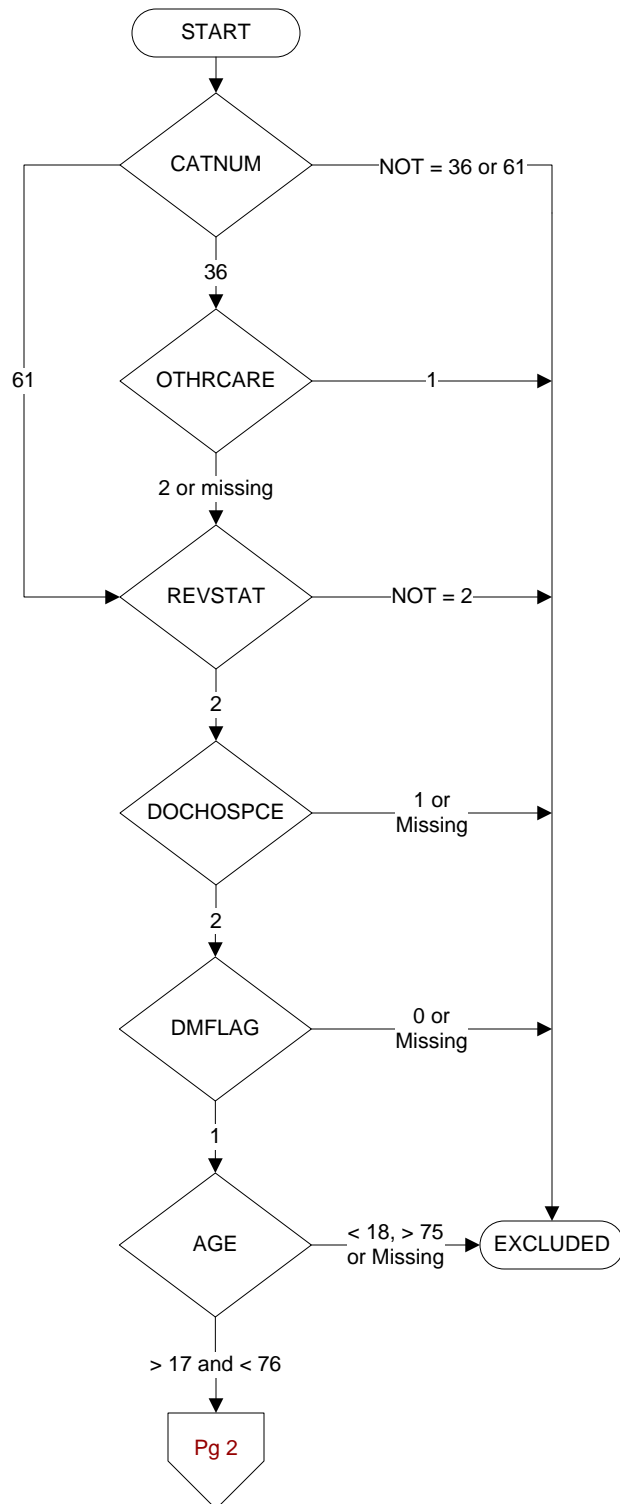 START
CATNUM
NOT = 36 or 61
36
61
OTHRCARE
1
2 or missing
REVSTAT
NOT = 2
2
DOCHOSPCE
1 or
Missing
2
DMFLAG
0 or
Missing
1
AGE
< 18, > 75
or Missing
EXCLUDED
> 17 and < 76
Pg 2